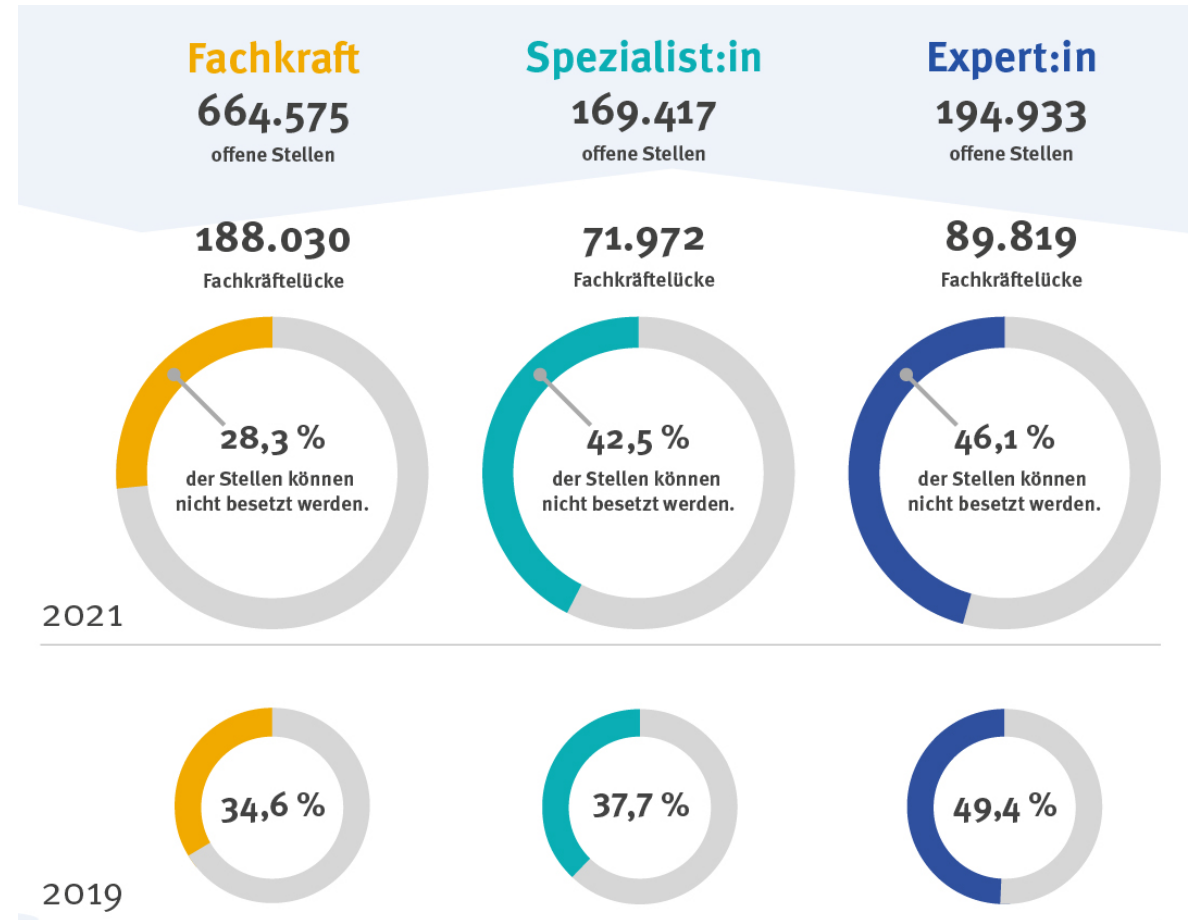 Fachkraft
664.575
offene Stellen
Spezialist:in
169.417
offene Stellen
Expert:in
194.933
offene Stellen
188.030
Fachkräftelücke
71.972
Fachkräftelücke
89.819
Fachkräftelücke
28,3 %
der Stellen können
nicht besetzt werden.
42,5 %
der Stellen können
nicht besetzt werden.
46,1 %
der Stellen können
nicht besetzt werden.
2021
34,6 %
37,7 %
49,4 %
2019